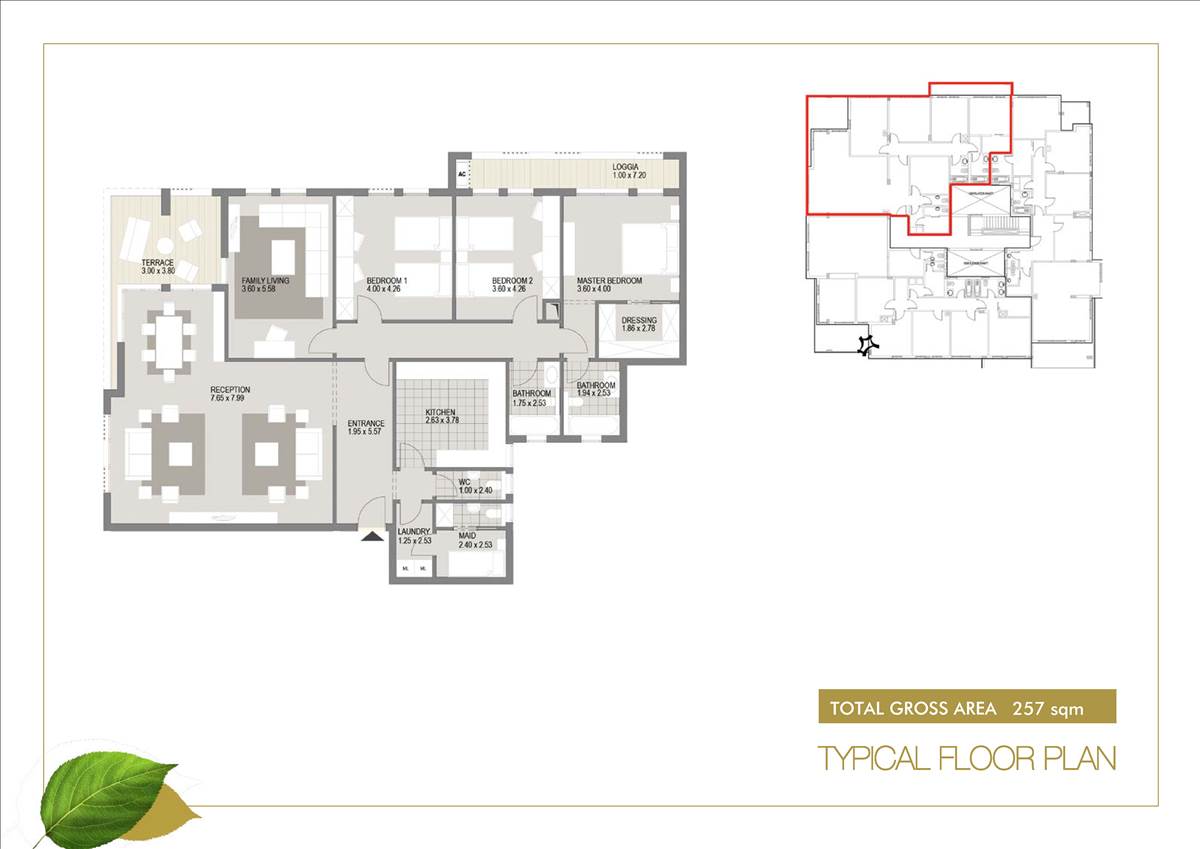 LOGGIA
1.00 x 7.20
AC
TERRACE
3.00 x 3.80
FAMILY LIVING
3.60 x 5.58
BEDROOM 1
4.00 x 4.26
BEDROOM 2
3.60 x 4.26
MASTER BEDROOM
3.60 x 4.00
DRESSING
1.86 x 2.78
RECEPTION
7.65 x 7.99
ENTRANCE
1.95 x 5.57
KITCHEN
2.63 x 3.78
BATHROOM
1.75 x 2.53
BATHROOM
1.94 x 2.53
WC
1.00 x 2.40
LAUNDRY
1.25 x 2.53
MAID
2.40 x 2.53
TOTAL GROSS AREA 257 sqm
TYPICAL FLOOR PLAN